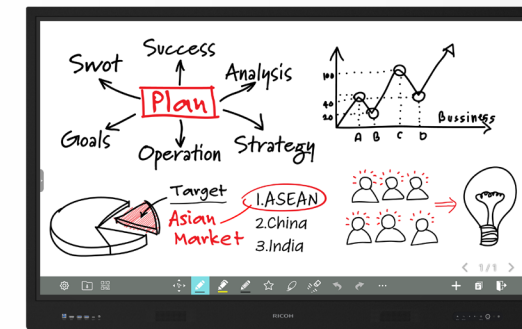 Success
Swot
Analysis
Plan
Goals
Operation
Strategy
100
40
20
A B C D
Bussiness
Target
Asian
Market
1.ASEAN
2.China
3.India
1/1
RICOH